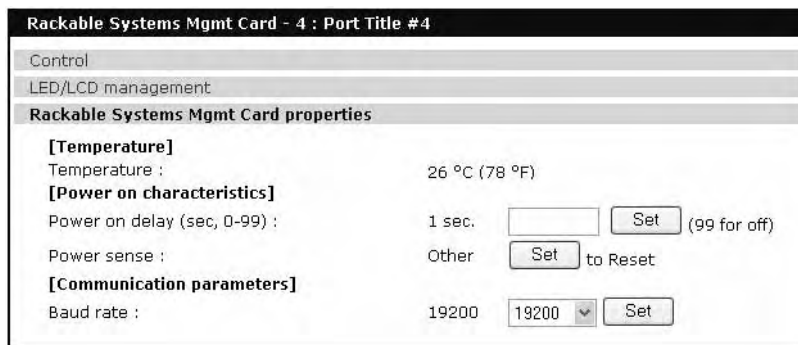 Rackable Systems Mgmt Card - 4 : Port Title #4
Control
LED/LCD management
Rackable Systems Mgmt Card properties
[Temperature]
Temperature : 26 °C (78 °F)
[Power on characteristics]
Power on delay (sec, 0-99) : 1 sec. Set (99 for off)
Power sense : Other Set to Reset
[Communication parameters]
Baud rate : 19200 19200 Set